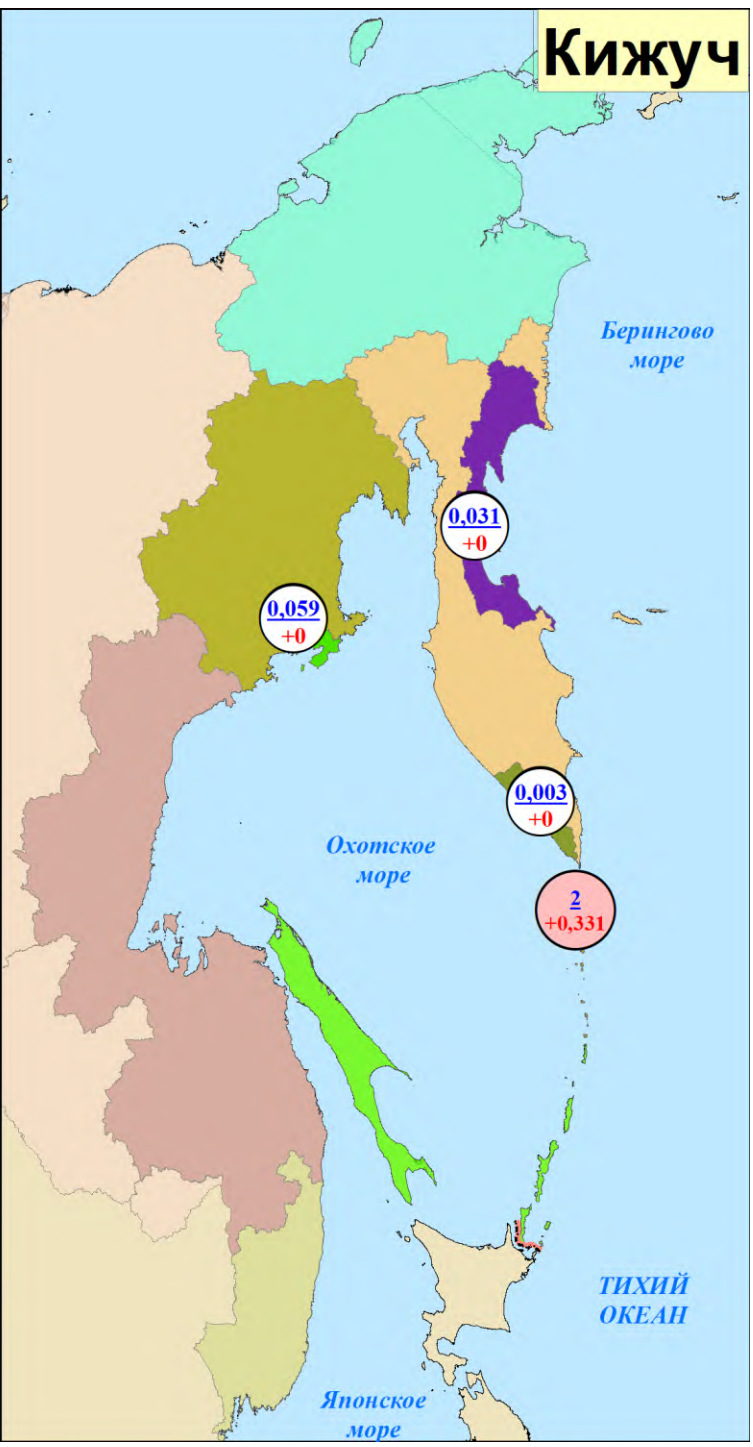 Кижуч
Берингово
море
0,031
+0
0,059
+0
0,003
+0
Охотское
море
2
+0,331
ТИХИЙ
ОКЕАН
Японское
море